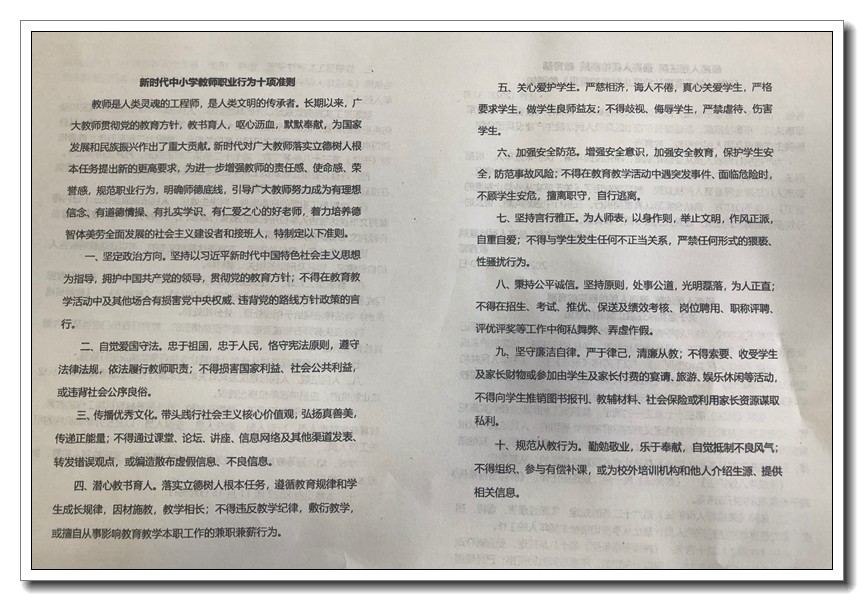 新时代中小学教师职业行为十项准则
教师是人类灵魂的工程师，是人类文明的传承者。长期以来，广
大教师贯彻党的教育方针，教书育人，呕心沥血，默默奉献，为国家
发展和民族振兴作出了重大贡献。新时代对广大教师落实立德树人根
本任务提出新的更高要求，为进一步增强教师的责任感、使命感、荣
誉感，规范职业行为，明确师德底线，引导广大教师努力成为有理想
信念、有道德情操、有扎实学识、有仁爱之心的好老师，着力培养德
智体美劳全面发展的社会主义建设者和接班人，特制定以下准则。
一、坚定政治方向。坚持以习近平新时代中国特色社会主义思想
为指导，拥护中国共产党的领导，贯彻党的教育方针；不得在教育教
学活动中及其他场合有损害党中央权威、违背党的路线方针政策的言
行。
二、自觉爱国守法。忠于祖国，忠于人民，恪守宪法原则，遵守
法律法规，依法履行教师职责；不得损害国家利益、社会公共利益，
或违背社会公序良俗。
三、传播优秀文化。带头践行社会主义核心价值观，弘扬真善美，
传递正能量；不得通过课堂、论坛、讲座、信息网络及其他渠道发表、
转发错误观点，或编造散布虚假信息、不良信息。
四、潜心教书育人。落实立德树人根本任务，遵循教育规律和学
生成长规律，因材施教，教学相长；不得违反教学纪律，敷衍教学，
或擅自从事影响教育教学本职工作的兼职兼薪行为。
五、关心爱护学生。严慈相济，诲人不倦，真心关爱学生，严格
要求学生，做学生良师益友；不得歧视、侮辱学生，严禁虐待、伤害
学生。
六、加强安全防范。增强安全意识，加强安全教育，保护学生安
全，防范事故风险；不得在教育教学活动中遇突发事件、面临危险时，
不顾学生安危，擅离职守，自行逃离。
七、坚持言行雅正。为人师表，以身作则，举止文明，作风正派，
自重自爱；不得与学生发生任何不正当关系，严禁任何形式的猥亵、
性骚扰行为。
八、秉持公平诚信。坚持原则，处事公道，光明磊落，为人正直；
不得在招生、考试、推优、保送及绩效考核、岗位聘用、职称评聘、
评优评奖等工作中徇私舞弊、弄虚作假。
九、坚守廉洁自律。严于律己，清廉从教；不得索要、收受学生
及家长财物或参加由学生及家长付费的宴请、旅游、娱乐休闲等活动，
不得向学生推销图书报刊、教辅材料、社会保险或利用家长资源谋取
私利。
十、规范从教行为。勤勉敬业，乐于奉献，自觉抵制不良风气；
不得组织、参与有偿补课，或为校外培训机构和他人介绍生源、提供
相关信息。